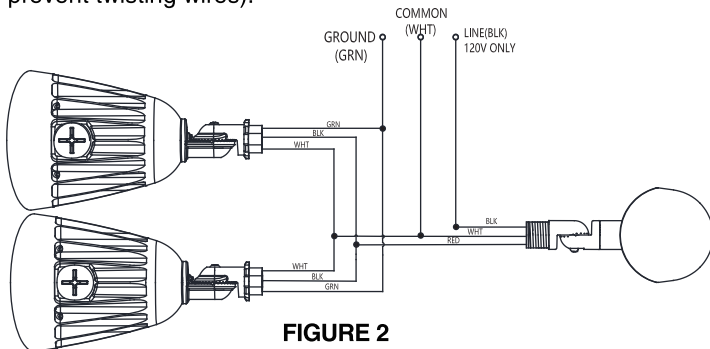 prevent twisting wires).
COMMON
(WHT)
GROUND
(GRN)
LINE(BLK)
120V ONLY
GRN
BLK
WHT
BLK
WHT
RED
WHT
BLK
GRN
FIGURE 2